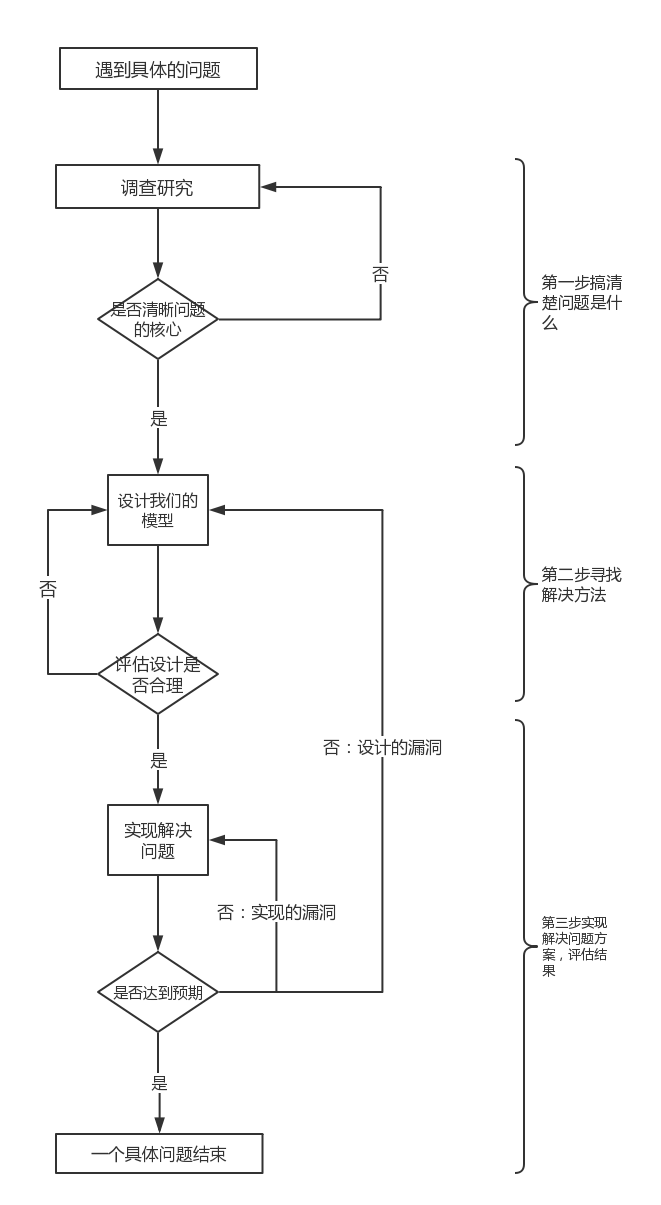 遇到具体的问题
调查研究
否
第一步搞清
楚问题是什
么
是否清晰问题
的核心
是
设计我们的
模型
否
第二步寻找
解决方法
评估设计是
否合理
否：设计的漏洞
是
实现解决
问题
否：实现的漏洞
第三步实现
解决问题方
案，评估结
果
是否达到预期
是
一个具体问题结束